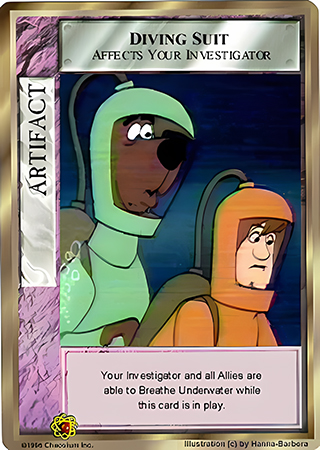 DIVING SUIT
AFFECTS YOUR INVESTIGATOR
ARTIFACT
Your Investigator and all Allies are
able to Breathe Underwater while
this card is in play.
©1996 Chaosium Inc.
Illustration (c) by Hanna-Barbera